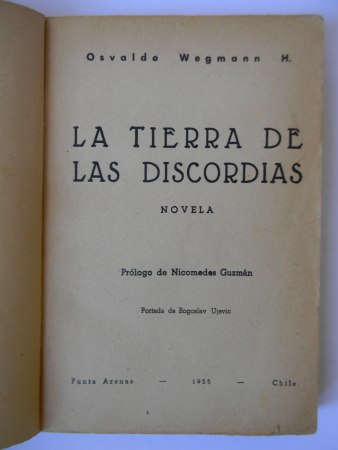 Osvaldo Wegmann H.
LA TIERRA DE
LAS DISCORDIAS
NOVELA
Prólogo de Nicomedes Guzmán
Portada de Bogoslav Ujevic
Punta Arenas — 1955 — Chile